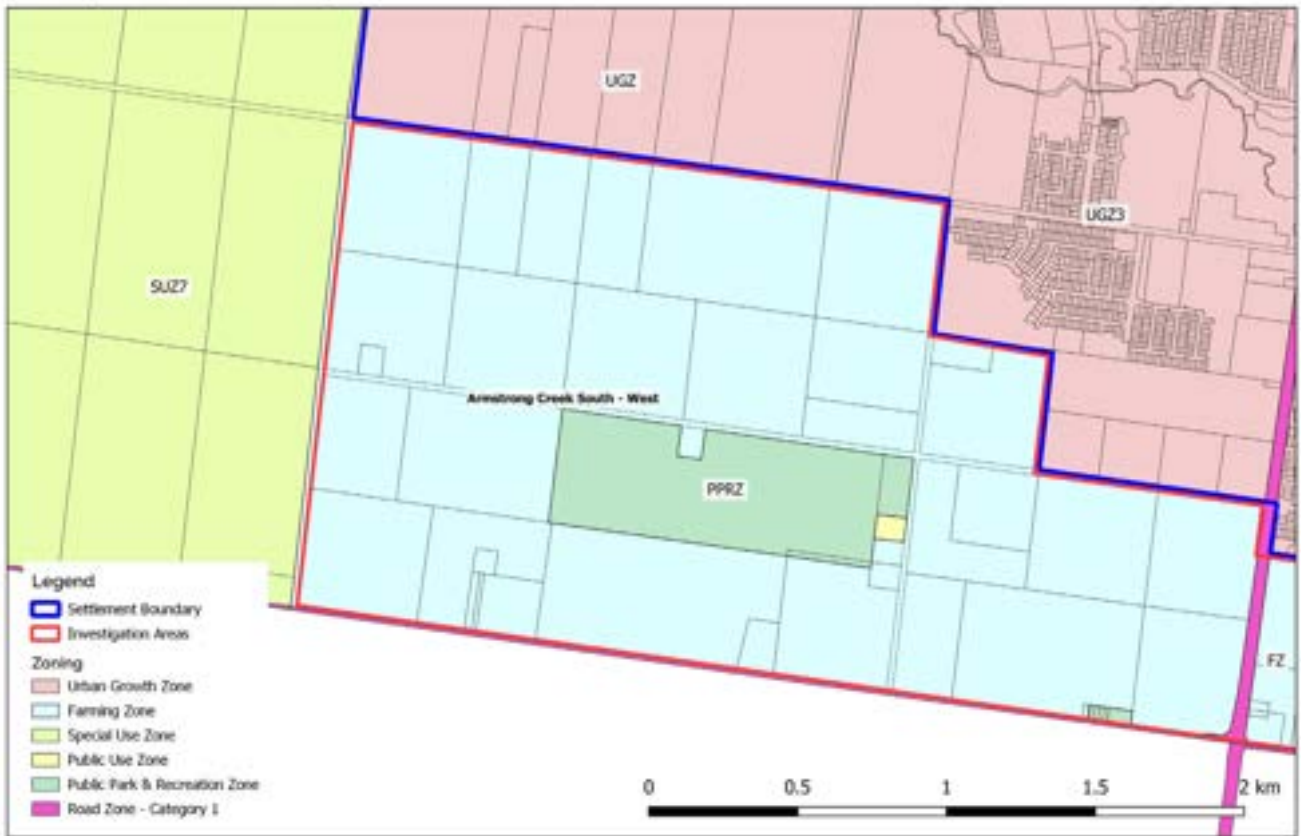 UGZ
UGZ3
SUZ7
Armstrong Creek South - West
PPRZ
FZ
Legend
Settlement Boundary
Investigation Areas
Zoning
Urban Growth Zone
Farming Zone
Special Use Zone
Public Use Zone
Public Park & Recreation Zone
Road Zone - Category 1
0 0.5 1 1.5 2 km